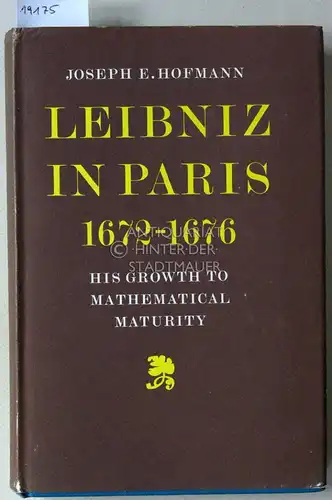 19175
JOSEPH E. HOFMANN
LEIBNIZ
IN PARIS
1672-1676
ANTIQUARIAT
HINTER·DER
STADTMAUER
HIS GROWTH TO
MATHEMATICAL
MATURITY